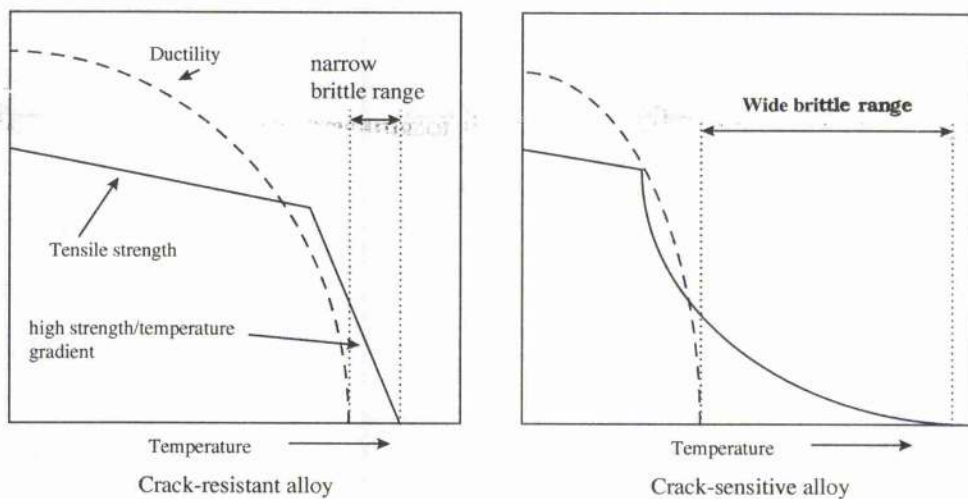 Ductility
narrow
brittle range
Tensile strength
high strength/temperature
gradient
Temperature
Crack-resistant alloy
Wide brittle range
Temperature
Crack-sensitive alloy